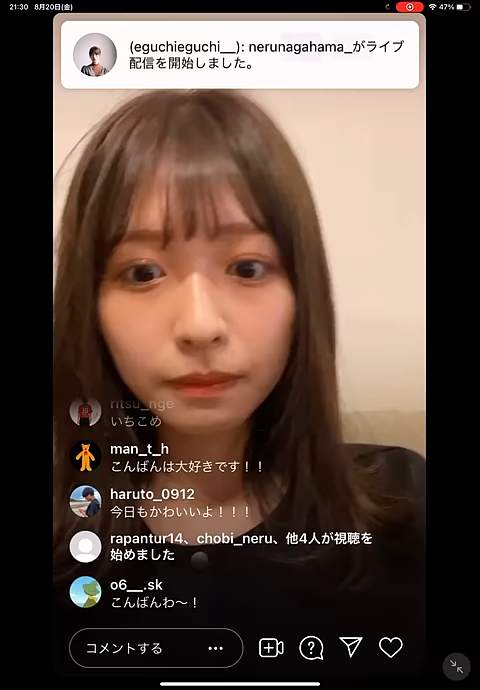 21:30 8月20日(金)
47%
(eguchieguchi__): nerunagahama_がライブ
配信を開始しました。
ritsu_nge
いちこめ
man_t_h
こんばんは大好きです！！
haruto_0912
今日もかわいいよ！！！
rapantur14、chobi_neru、他4人が視聴を
始めました
o6__.sk
こんばんわ〜！
コメントする